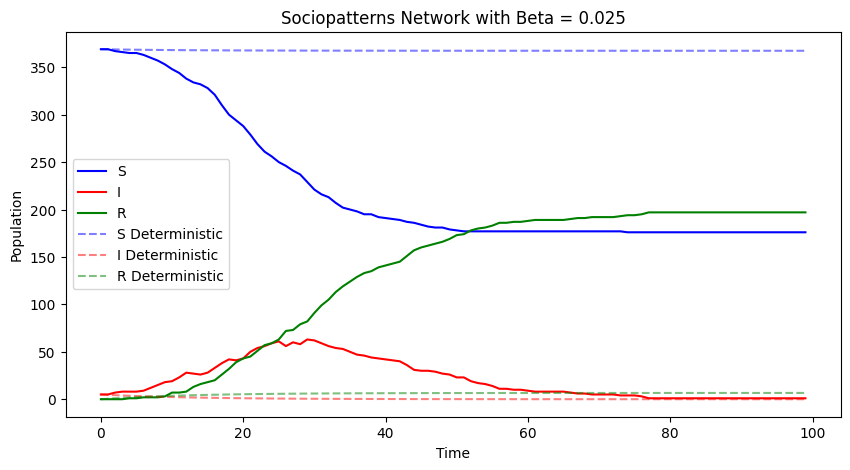 Sociopatterns Network with Beta = 0.025
Population
350
300
250
200
150
100
50
0
S
I
R
S Deterministic
I Deterministic
R Deterministic
0 20 40 60 80 100
Time